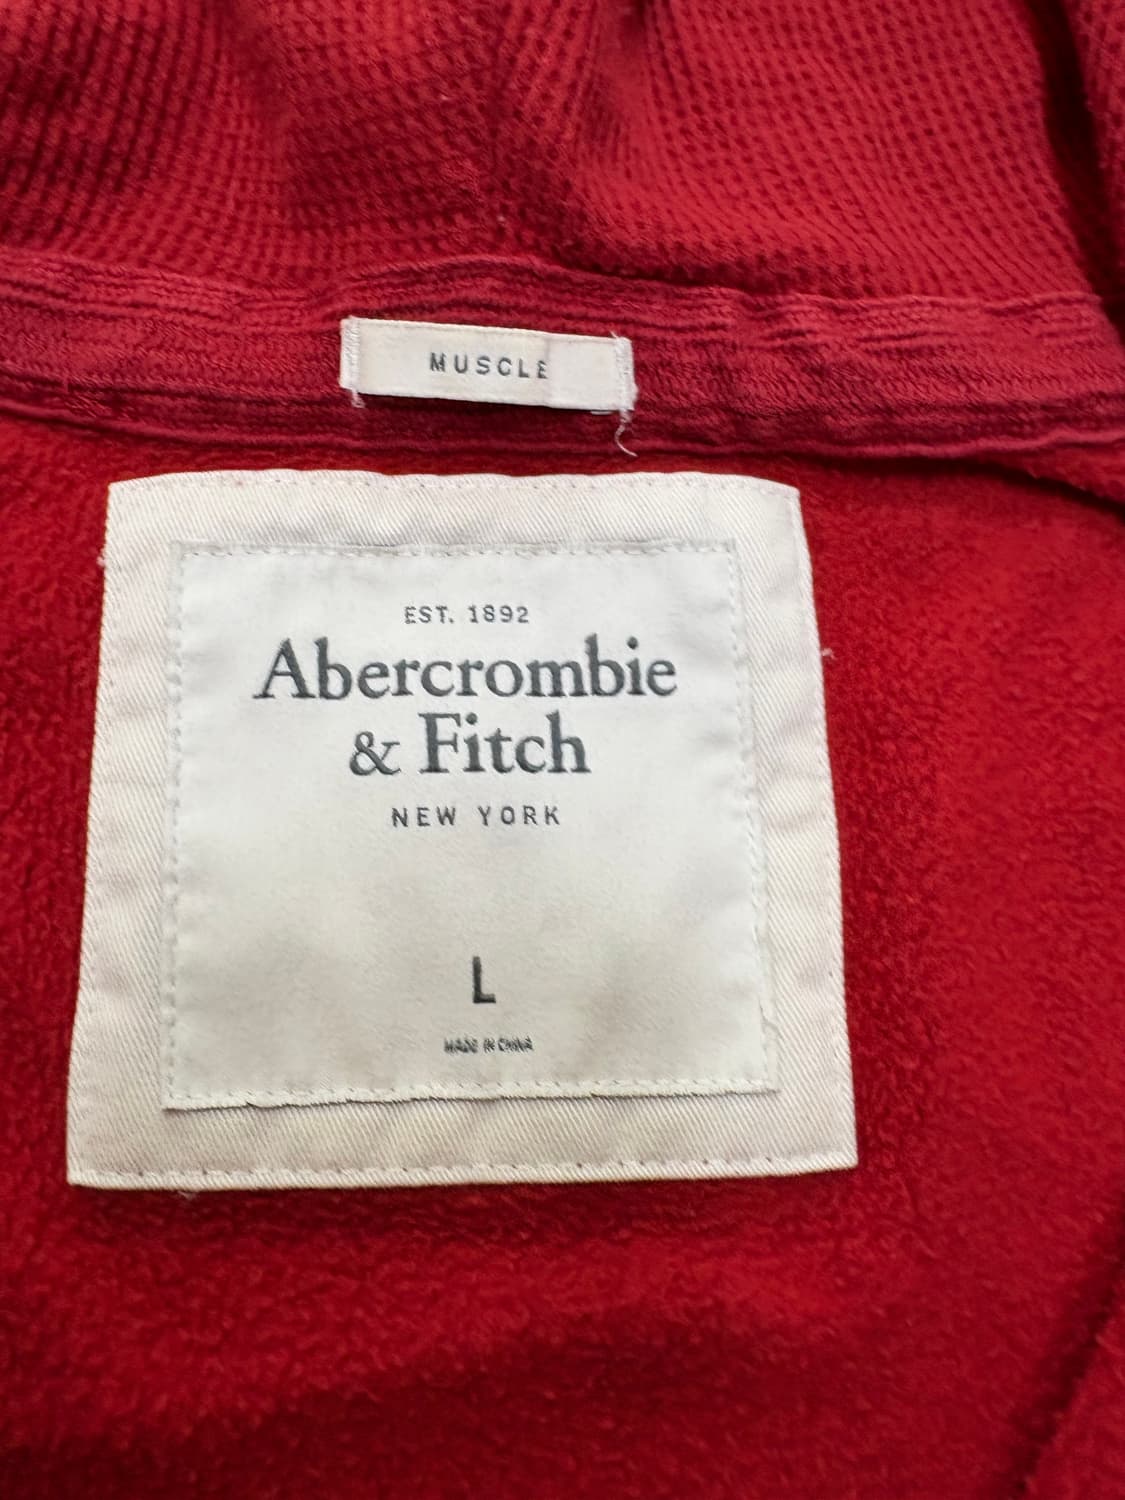 MUSCLE
EST. 1892
Abercrombie
& Fitch
NEW YORK
L
MADE IN CHINA